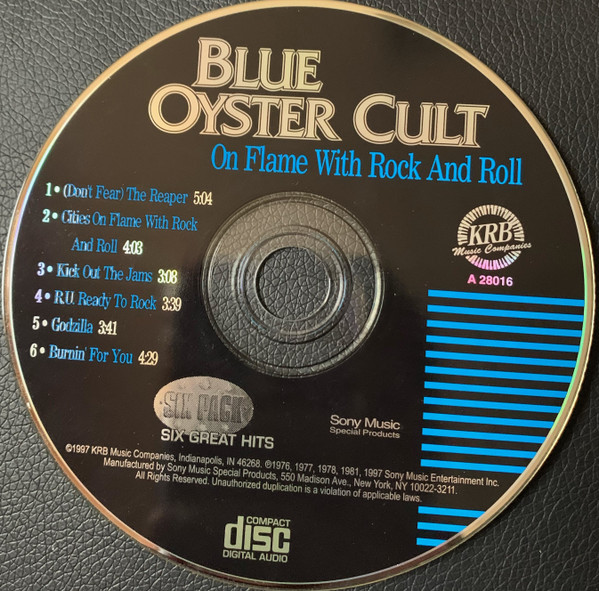 BLUE
OYSTER CULT
On Flame With Rock And Roll
1 • (Don't Fear) The Reaper 5:04
2 • Cities On Flame With Rock
And Roll 4:03
3 • Kick Out The Jams 3:08
4 • R.U. Ready To Rock 3:39
5 • Godzilla 3:41
6 • Burnin' For You 4:29
KRB
Music Companies
A 28016
SIX PACK
SIX GREAT HITS
Sony Music
Special Products
©1997 KRB Music Companies, Indianapolis, IN 46268. ℗1976, 1977, 1978, 1981, 1997 Sony Music Entertainment Inc.
Manufactured by Sony Music Special Products, 550 Madison Ave., New York, NY 10022-3211.
All Rights Reserved. Unauthorized duplication is a violation of applicable laws.
COMPACT
disc
DIGITAL AUDIO